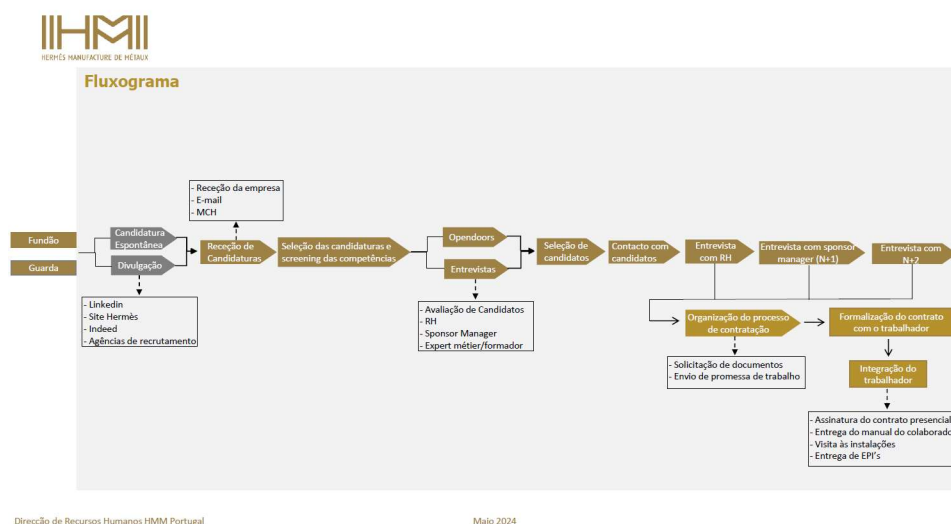 IHMI
HERMÈS MANUFACTURE DE MÉTAUX
Fluxograma
Fundão
Guarda
Candidatura
Espontânea
Divulgação
- Linkedin
- Site Hermès
- Indeed
- Agências de recrutamento
- Receção da empresa
- E-mail
- MCH
Receção de
Candidaturas
Seleção das candidaturas e
screening das competências
Opendoors
Entrevistas
- Avaliação de Candidatos
- RH
- Sponsor Manager
- Expert métier/formador
Seleção de
candidatos
Contacto com
candidatos
Entrevista
com RH
Entrevista com sponsor
manager (N+1)
Entrevista com
N+2
Organização do processo
de contratação
- Solicitação de documentos
- Envio de promessa de trabalho
Formalização do contrato
com o trabalhador
Integração do
trabalhador
- Assinatura do contrato presencial
- Entrega do manual do colaborado
- Visita às instalações
- Entrega de EPI's
Direcção de Recursos Humanos HMM Portugal
Maio 2024